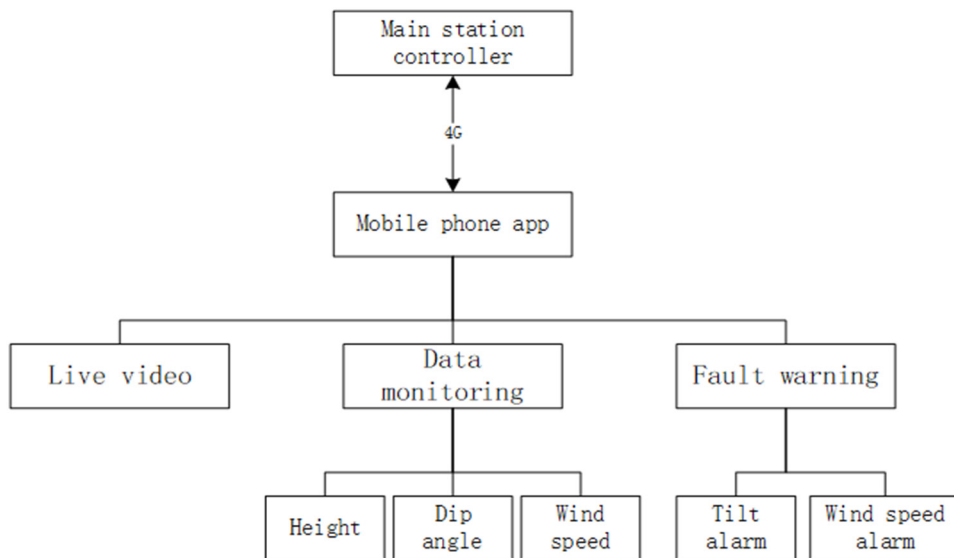 Main station
controller
4G
Mobile phone app
Live video
Data
monitoring
Fault warning
Height
Dip
angle
Wind
speed
Tilt
alarm
Wind speed
alarm